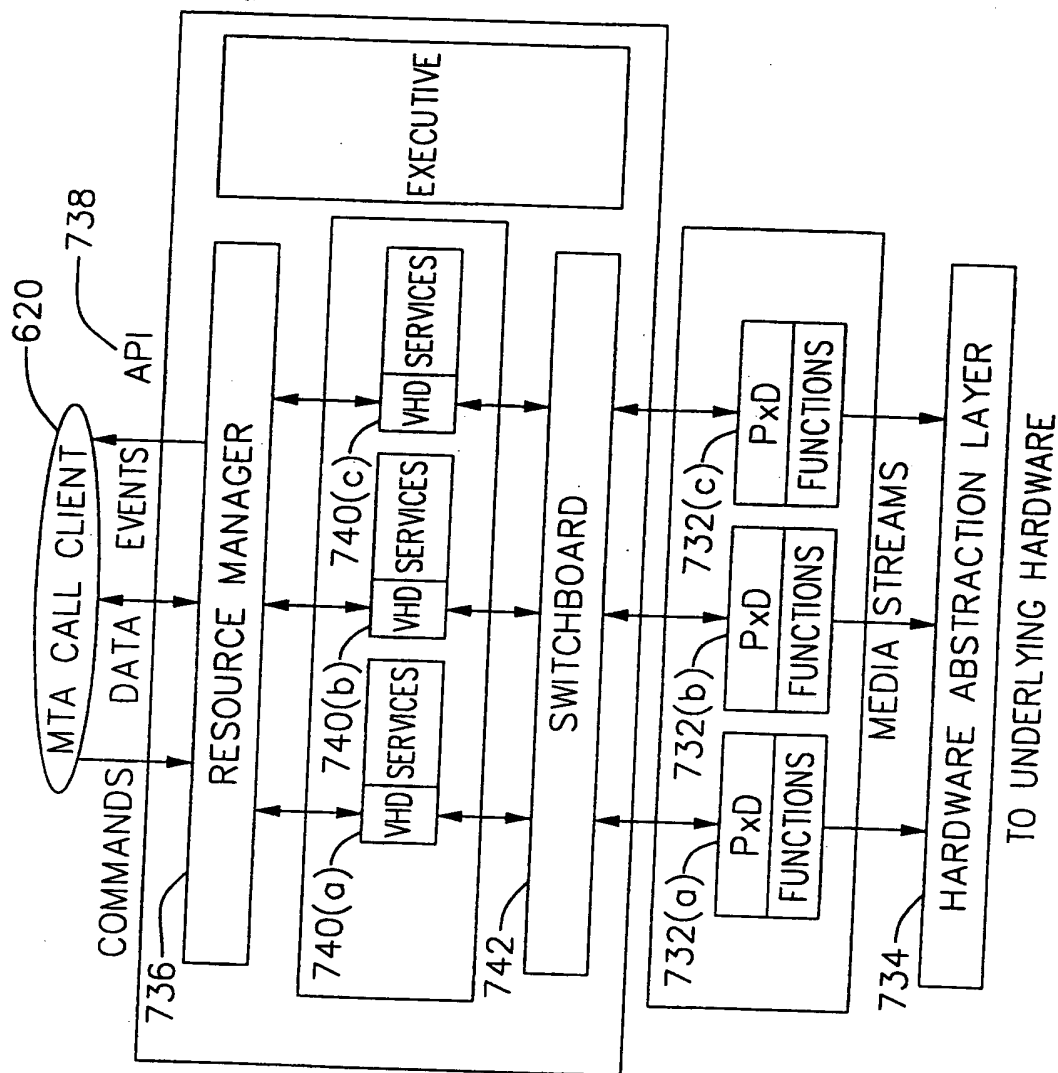 620
MTA CALL CLIENT
738
COMMANDS
DATA
EVENTS
API
736
RESOURCE MANAGER
EXECUTIVE
740(a)
VHD SERVICES
740(b)
VHD SERVICES
740(c)
VHD SERVICES
742
SWITCHBOARD
732(a)
PxD
FUNCTIONS
732(b)
PxD
FUNCTIONS
732(c)
PxD
FUNCTIONS
MEDIA STREAMS
734
HARDWARE ABSTRACTION LAYER
TO UNDERLYING HARDWARE